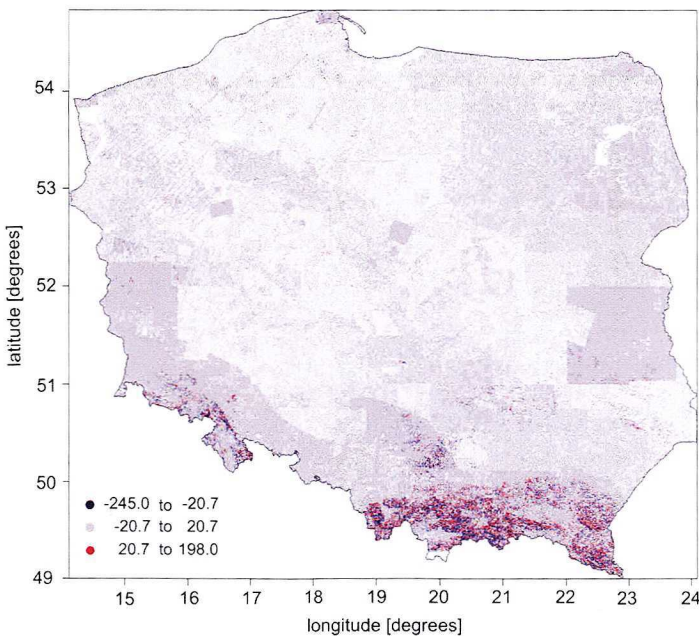 54
53
52
51
50
49
latitude [degrees]
-245.0 to -20.7
-20.7 to 20.7
20.7 to 198.0
15 16 17 18 19 20 21 22 23 24
longitude [degrees]